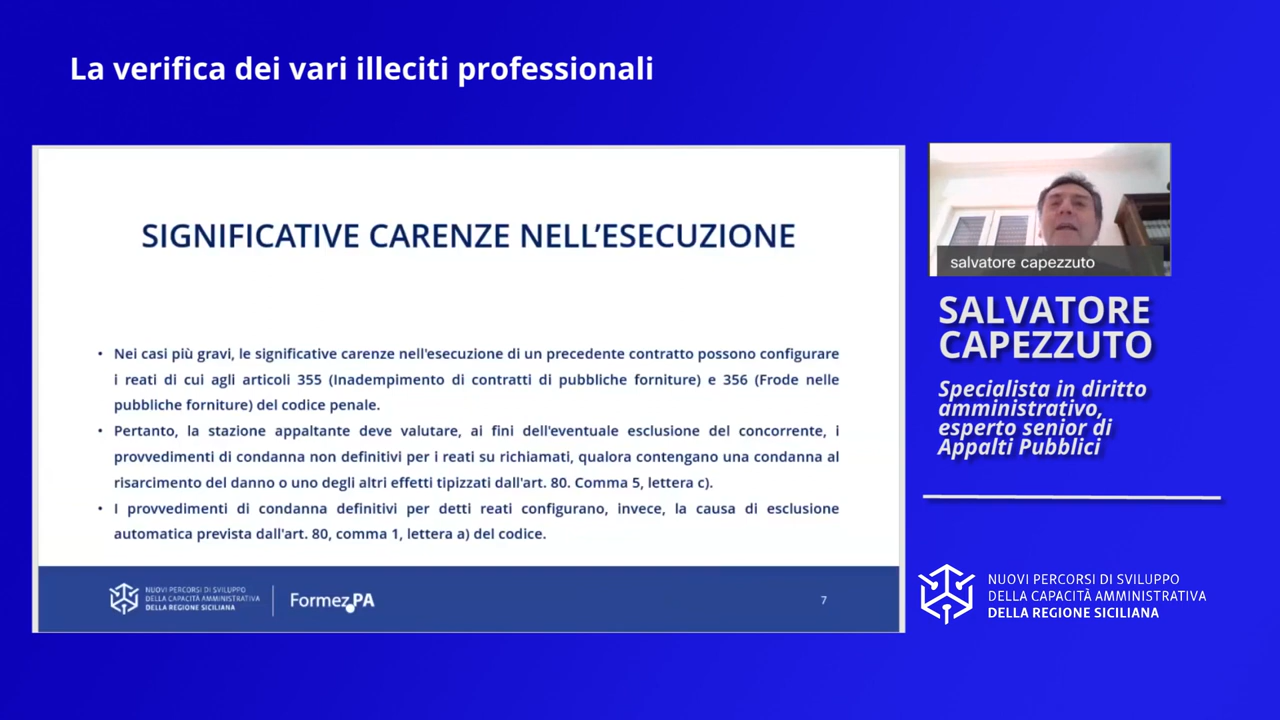 La verifica dei vari illeciti professionali
SIGNIFICATIVE CARENZE NELL'ESECUZIONE
• Nei casi più gravi, le significative carenze nell'esecuzione di un precedente contratto possono configurare
i reati di cui agli articoli 355 (Inadempimento di contratti di pubbliche forniture) e 356 (Frode nelle
pubbliche forniture) del codice penale.
• Pertanto, la stazione appaltante deve valutare, ai fini dell'eventuale esclusione del concorrente, i
provvedimenti di condanna non definitivi per i reati su richiamati, qualora contengano una condanna al
risarcimento del danno o uno degli altri effetti tipizzati dall'art. 80. Comma 5, lettera c).
• I provvedimenti di condanna definitivi per detti reati configurano, invece, la causa di esclusione
automatica prevista dall'art. 80, comma 1, lettera a) del codice.
NUOVI PERCORSI DI SVILUPPO
DELLA CAPACITÀ AMMINISTRATIVA
DELLA REGIONE SICILIANA
Formez.PA
7
salvatore capezzuto
SALVATORE
CAPEZZUTO
Specialista in diritto
amministrativo,
esperto senior di
Appalti Pubblici
NUOVI PERCORSI DI SVILUPPO
DELLA CAPACITÀ AMMINISTRATIVA
DELLA REGIONE SICILIANA